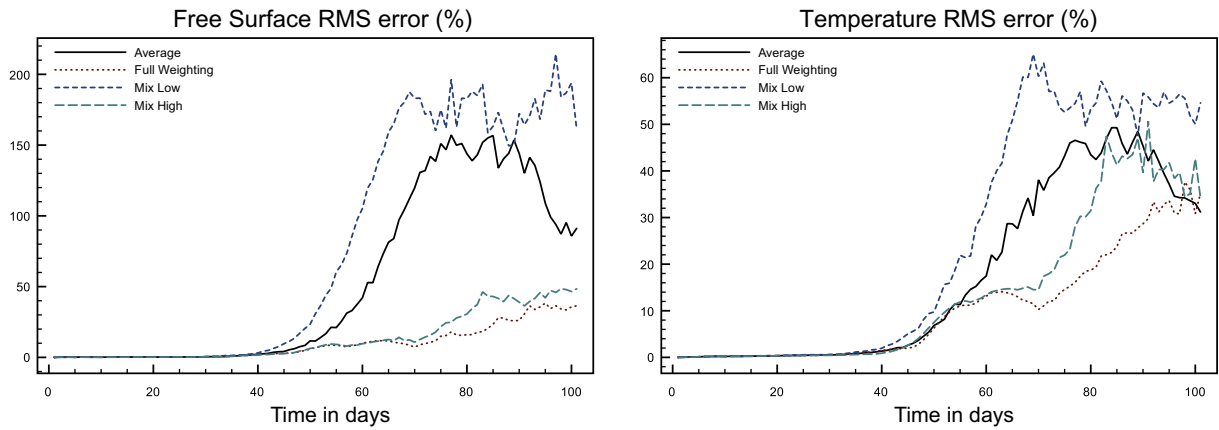 Free Surface RMS error (%)
Average
Full Weighting
Mix Low
Mix High
200
150
100
50
0
0 20 40 60 80 100
Time in days
Temperature RMS error (%)
Average
Full Weighting
Mix Low
Mix High
60
50
40
30
20
10
0
0 20 40 60 80 100
Time in days